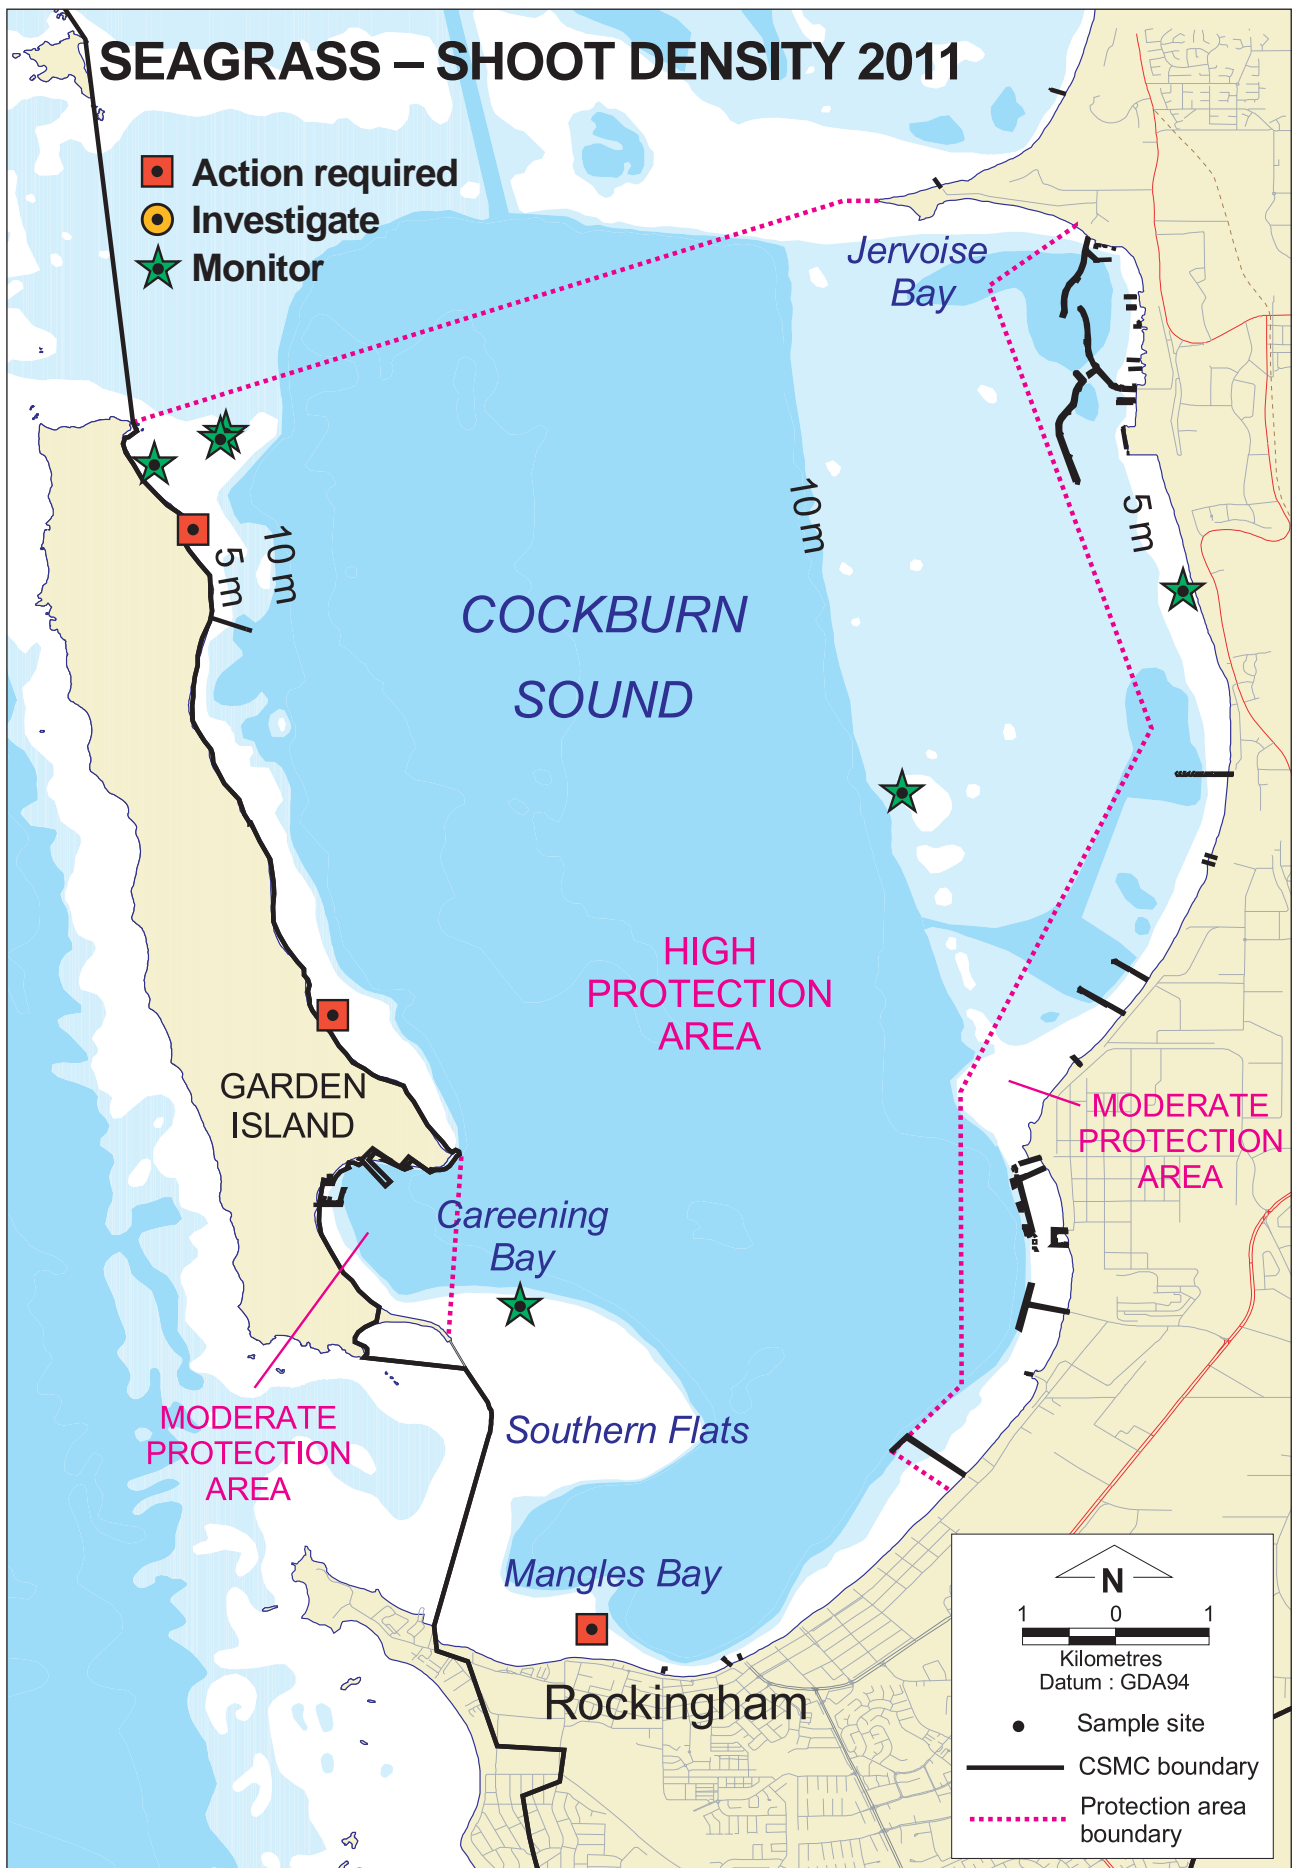 SEAGRASS – SHOOT DENSITY 2011
Action required
Investigate
Monitor
Jervoise
Bay
10 m
5 m
5 m
10 m
COCKBURN
SOUND
HIGH
PROTECTION
AREA
GARDEN
ISLAND
MODERATE
PROTECTION
AREA
Careening
Bay
MODERATE
PROTECTION
AREA
Southern Flats
Mangles Bay
Rockingham
N
1 0 1
Kilometres
Datum : GDA94
Sample site
CSMC boundary
Protection area
boundary